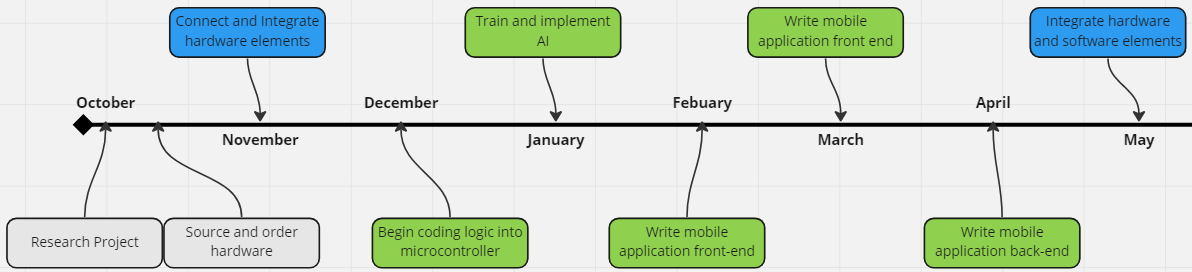 Connect and Integrate
hardware elements
Train and implement
AI
Write mobile
application front end
Integrate hardware
and software elements
October
December
Febuary
April
November
January
March
May
Research Project
Source and order
hardware
Begin coding logic into
microcontroller
Write mobile
application front-end
Write mobile
application back-end